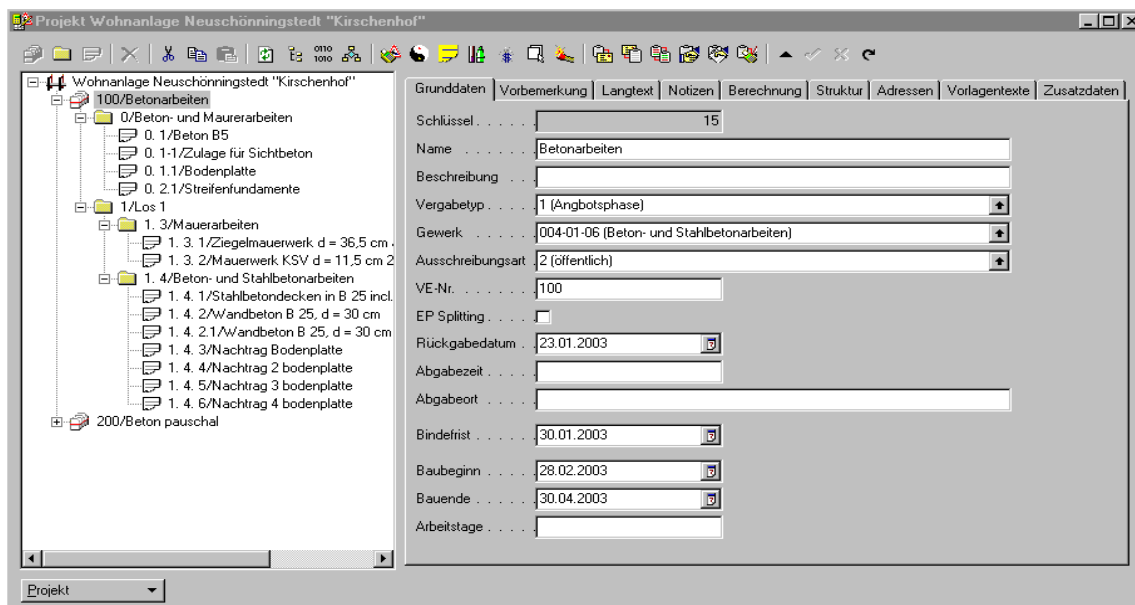 Projekt Wohnanlage Neuschönningstedt "Kirschenhof"
Wohnanlage Neuschönningstedt "Kirschenhof"
100/Betonarbeiten
0/Beton- und Maurerarbeiten
0. 1/Beton B5
0. 1-1/Zulage für Sichtbeton
0. 1.1/Bodenplatte
0. 2.1/Streifenfundamente
1/Los 1
1. 3/Mauerarbeiten
1. 3. 1/Ziegelmauerwerk d = 36,5 cm
1. 3. 2/Mauerwerk KSV d = 11,5 cm 2
1. 4/Beton- und Stahlbetonarbeiten
1. 4. 1/Stahlbetondecken in B 25 incl.
1. 4. 2/Wandbeton B 25, d = 30 cm
1. 4. 2.1/Wandbeton B 25, d = 30 cm
1. 4. 3/Nachtrag Bodenplatte
1. 4. 4/Nachtrag 2 bodenplatte
1. 4. 5/Nachtrag 3 bodenplatte
1. 4. 6/Nachtrag 4 bodenplatte
200/Beton pauschal
Projekt
Grunddaten Vorbemerkung Langtext Notizen Berechnung Struktur Adressen Vorlagentexte Zusatzdaten
Schlüssel . . . . . . 15
Name . . . . . . . Betonarbeiten
Beschreibung . . .
Vergabetyp . . . . . 1 (Angbotsphase)
Gewerk . . . . . . 004-01-06 (Beton- und Stahlbetonarbeiten)
Ausschreibungsart . 2 (öffentlich)
VE-Nr. . . . . . . . 100
EP Splitting . . . . .
Rückgabedatum . . 23.01.2003
Abgabezeit . . . . .
Abgabeort . . . . .
Bindefrist . . . . . . 30.01.2003
Baubeginn . . . . . 28.02.2003
Bauende . . . . . . 30.04.2003
Arbeitstage . . . . .